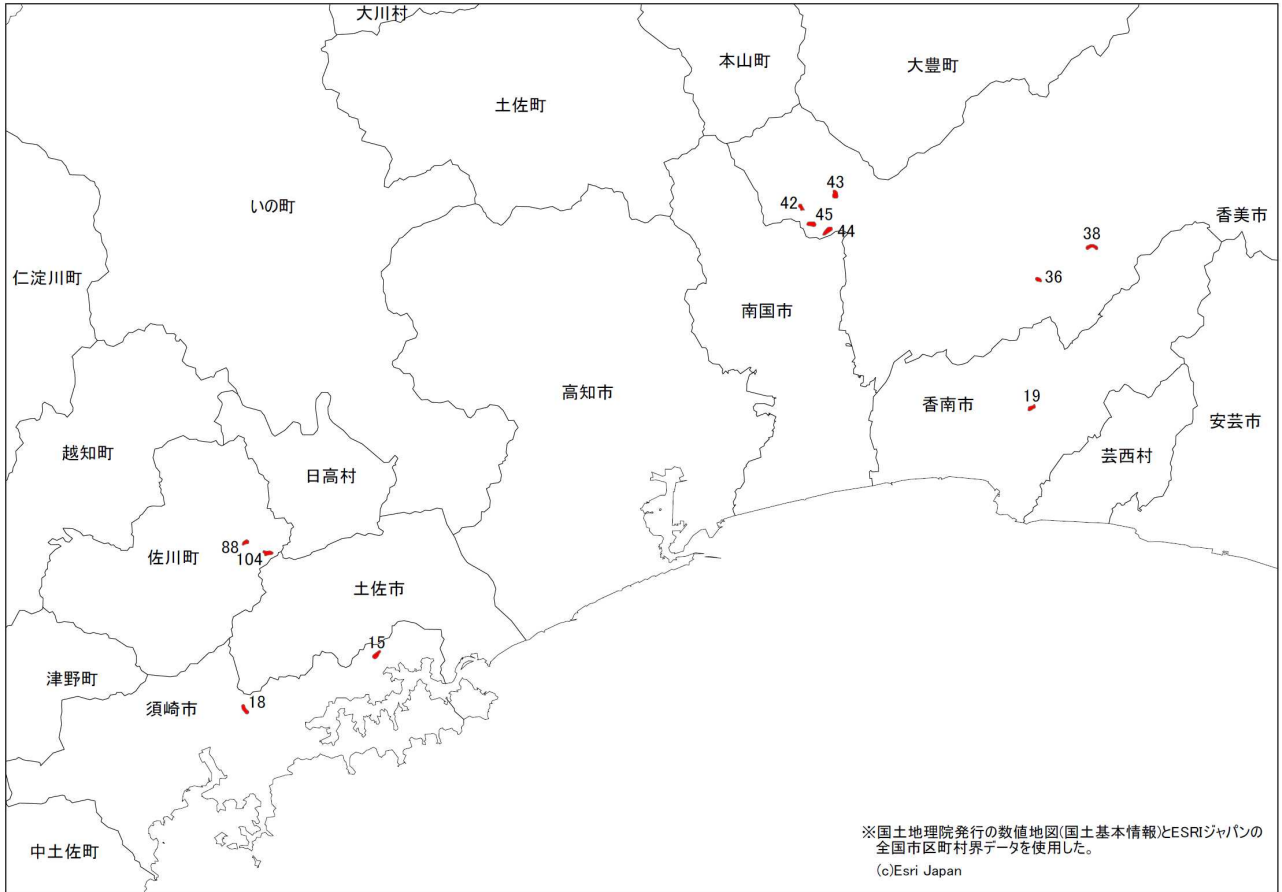 大川村
本山町
大豊町
土佐町
43
42
いの町
45
香美市
44
38
仁淀川町
36
南国市
高知市
19
香南市
安芸市
越知町
芸西村
日高村
88
佐川町
104
土佐市
15
津野町
18
須崎市
※国土地理院発行の数値地図(国土基本情報)とESRIジャパンの
全国市区町村界データを使用した。
中土佐町
(c)Esri Japan